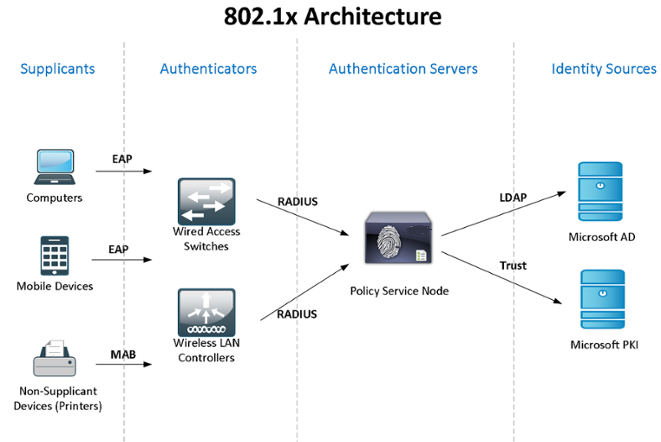 802.1x Architecture
Supplicants
Authenticators
Authentication Servers
Identity Sources
EAP
Computers
EAP
Mobile Devices
MAB
Non-Supplicant
Devices (Printers)
Wired Access
Switches
Wireless LAN
Controllers
RADIUS
RADIUS
Policy Service Node
LDAP
Trust
Microsoft AD
Microsoft PKI